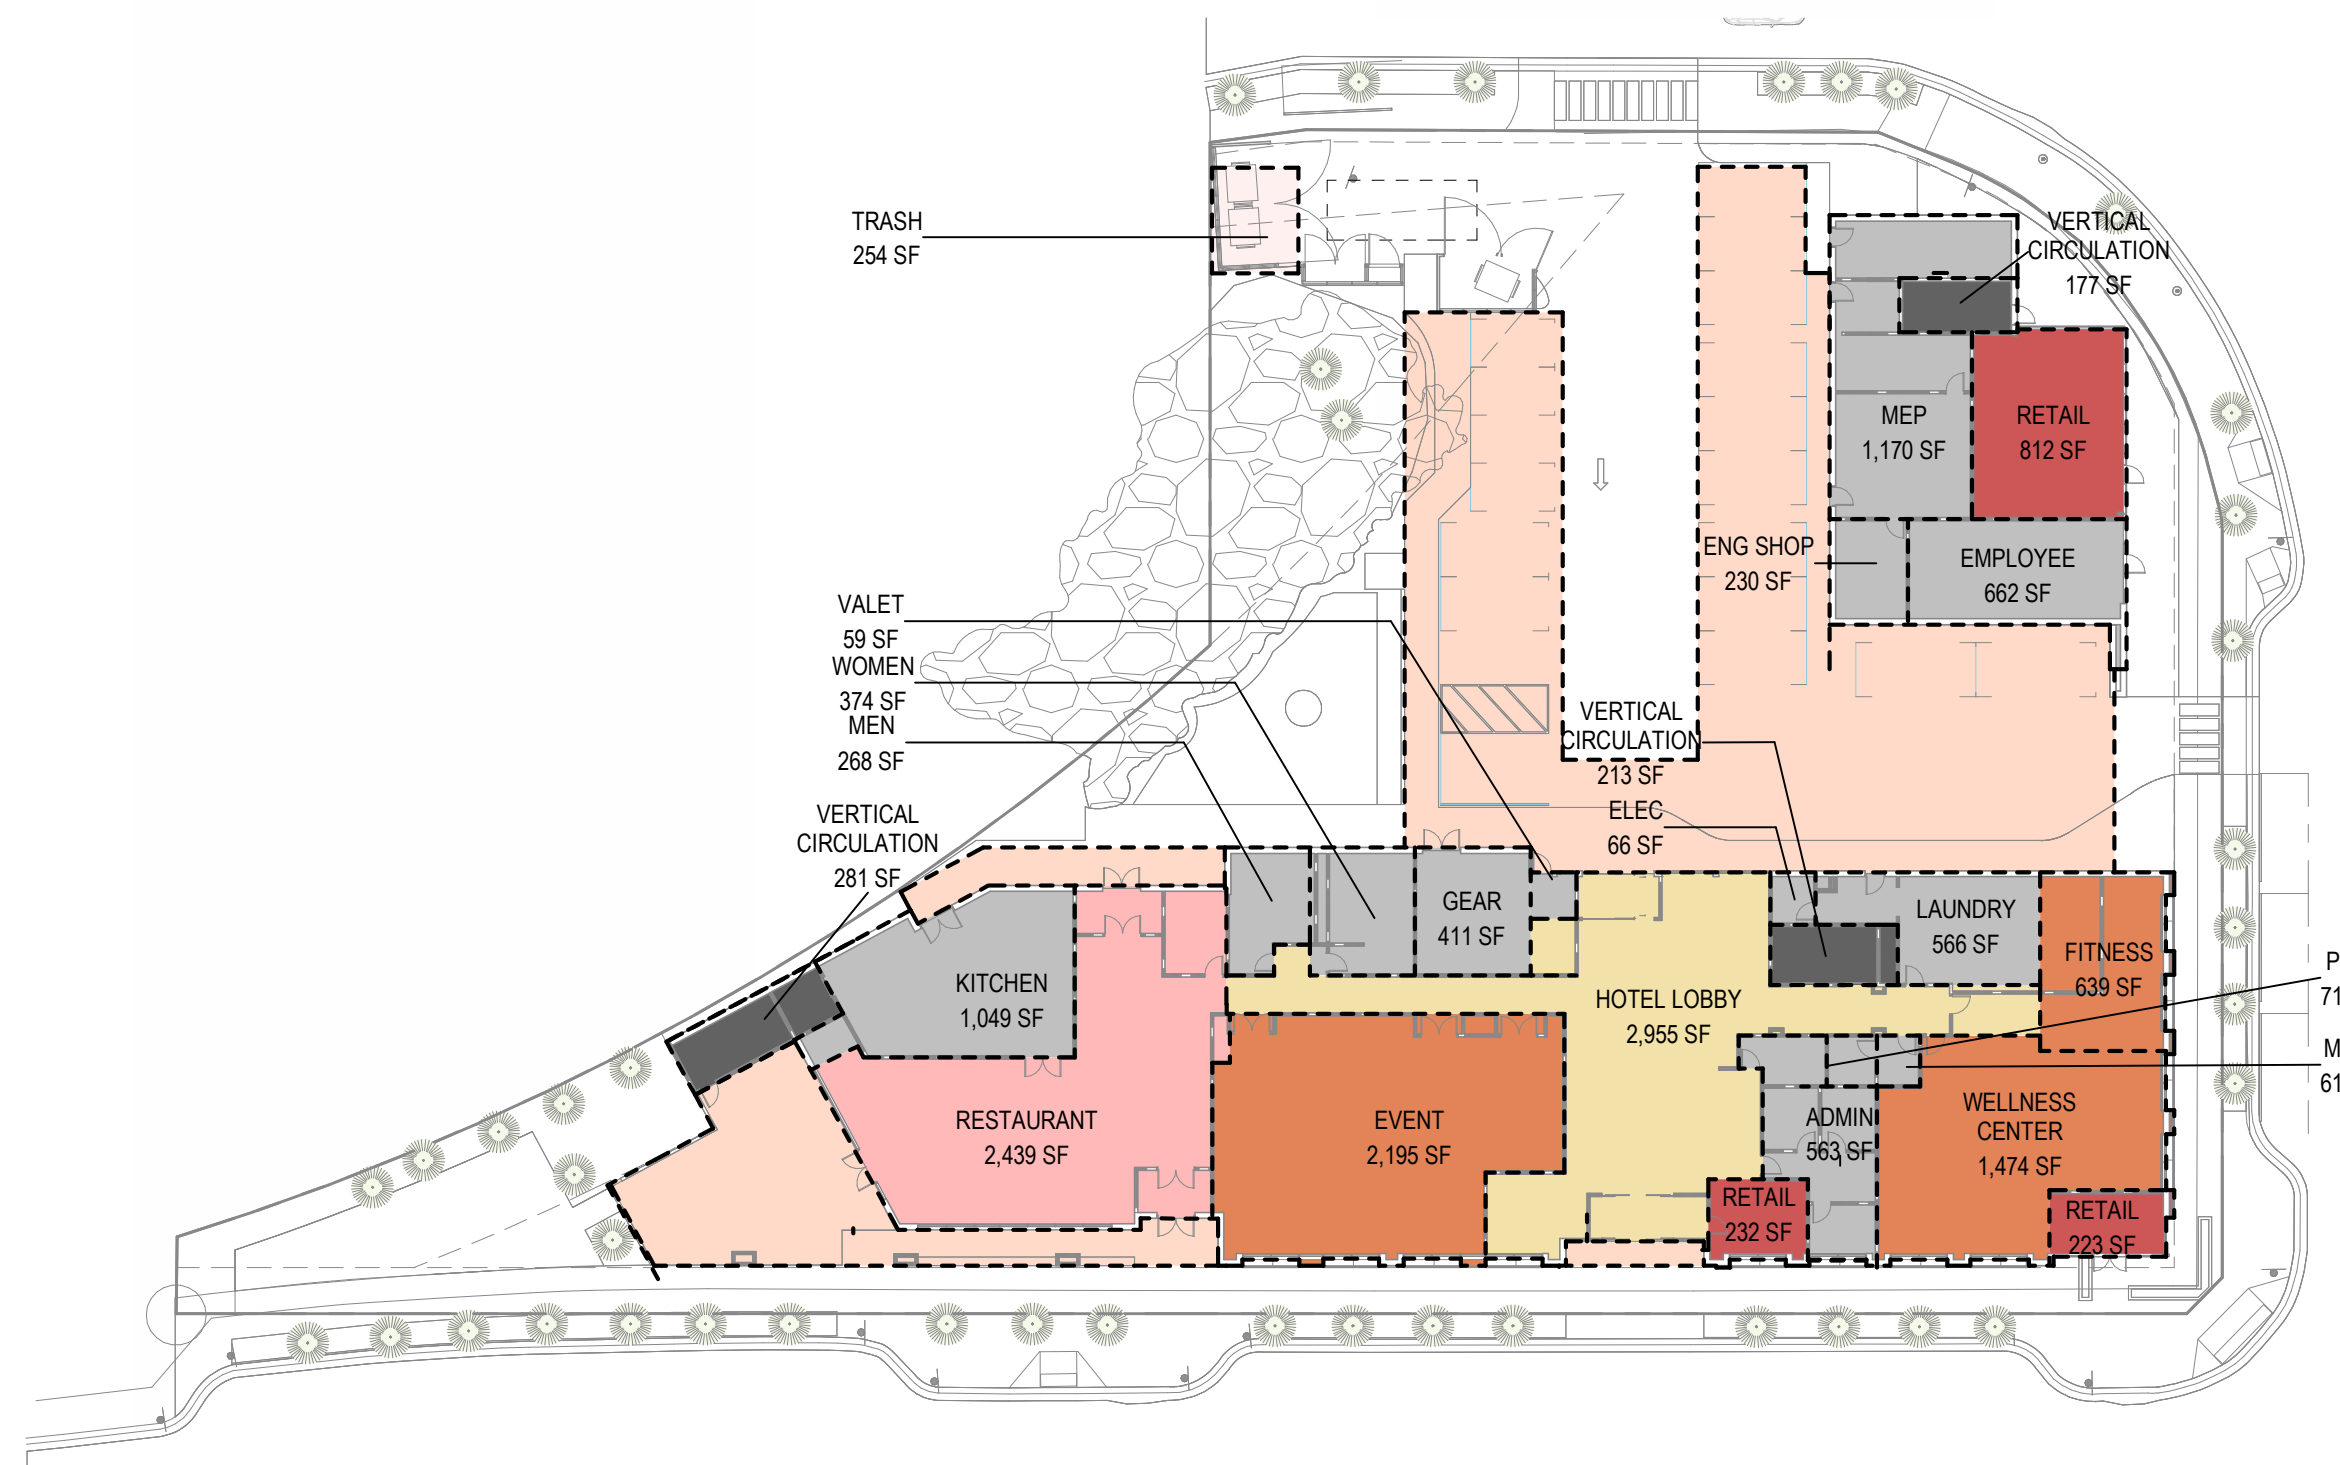 TRASH
254 SF
VERTICAL
CIRCULATION
177 SF
MEP
1,170 SF
RETAIL
812 SF
ENG SHOP
230 SF
EMPLOYEE
662 SF
VALET
59 SF
WOMEN
374 SF
MEN
268 SF
VERTICAL
CIRCULATION
213 SF
ELEC
66 SF
VERTICAL
CIRCULATION
281 SF
GEAR
411 SF
LAUNDRY
566 SF
FITNESS
639 SF
KITCHEN
1,049 SF
HOTEL LOBBY
2,955 SF
P
71
M
61
RESTAURANT
2,439 SF
EVENT
2,195 SF
ADMIN
563 SF
WELLNESS
CENTER
1,474 SF
RETAIL
232 SF
RETAIL
223 SF